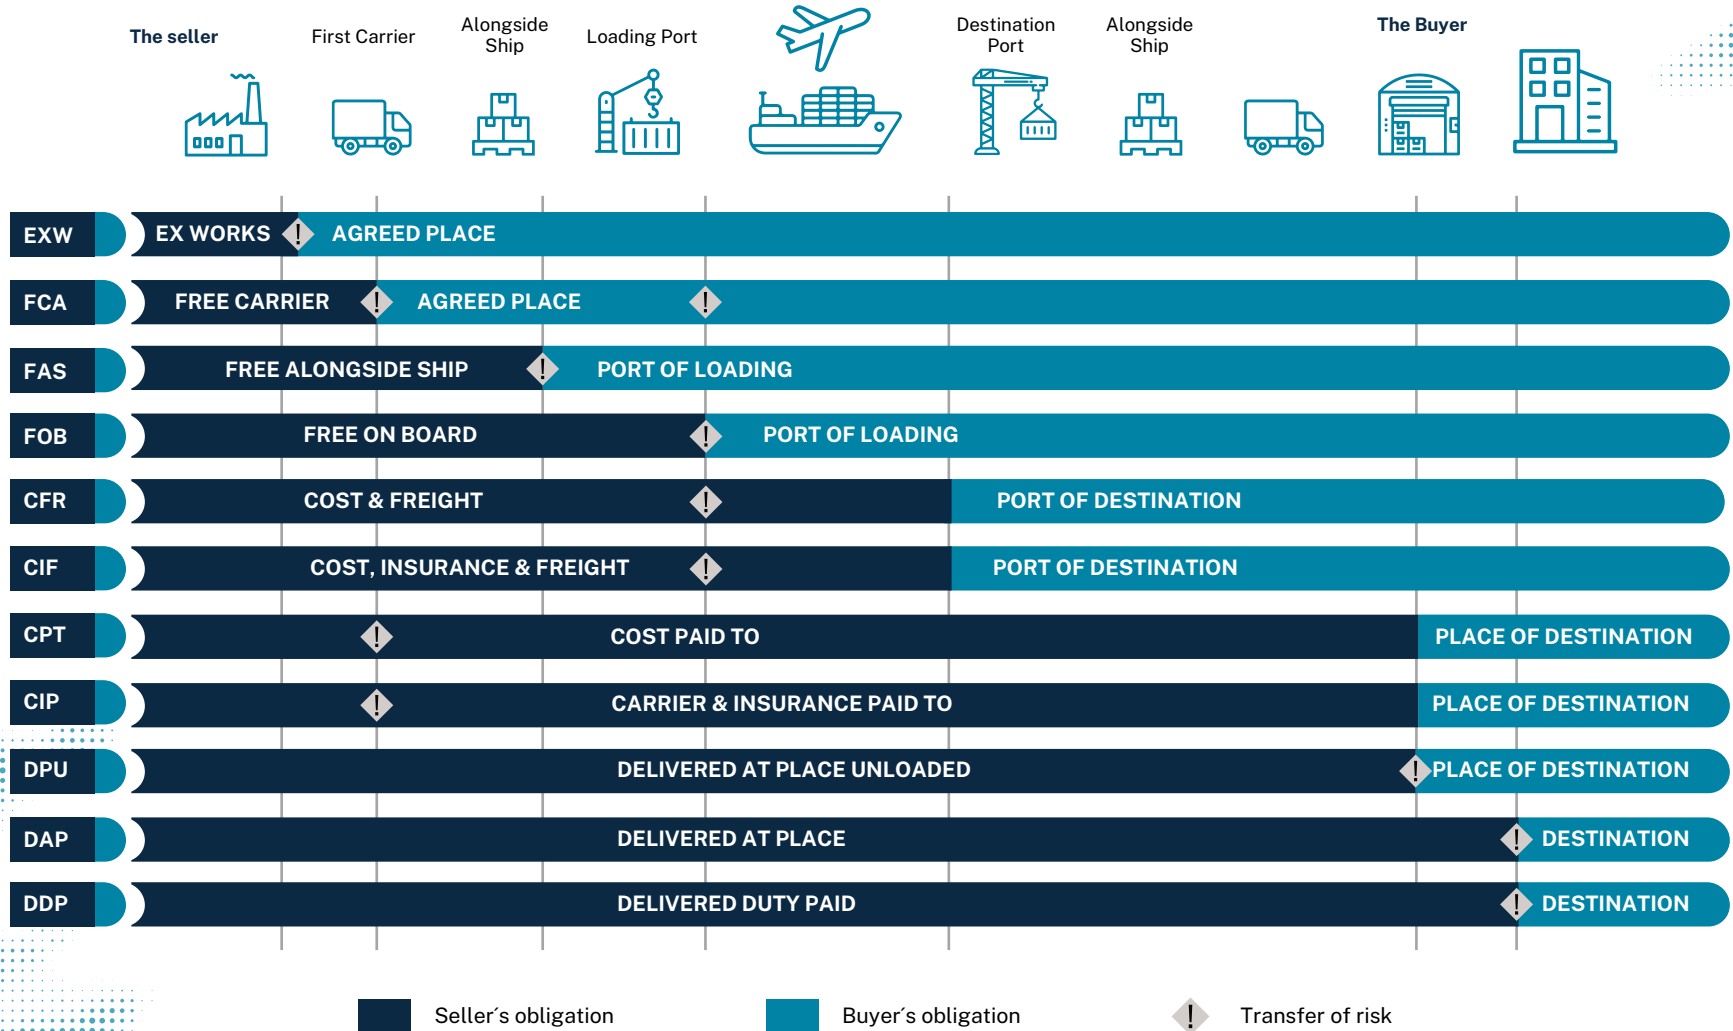 The seller
First Carrier
Alongside
Ship
Loading Port
Destination
Port
Alongside
Ship
The Buyer
EXW
EX WORKS
!
AGREED PLACE
FCA
FREE CARRIER
!
AGREED PLACE
!
FAS
FREE ALONGSIDE SHIP
!
PORT OF LOADING
FOB
FREE ON BOARD
!
PORT OF LOADING
CFR
COST & FREIGHT
!
PORT OF DESTINATION
CIF
COST, INSURANCE & FREIGHT
!
PORT OF DESTINATION
CPT
!
COST PAID TO
PLACE OF DESTINATION
CIP
!
CARRIER & INSURANCE PAID TO
PLACE OF DESTINATION
DPU
DELIVERED AT PLACE UNLOADED
!
PLACE OF DESTINATION
DAP
DELIVERED AT PLACE
!
DESTINATION
DDP
DELIVERED DUTY PAID
!
DESTINATION
Seller´s obligation
Buyer´s obligation
!
Transfer of risk